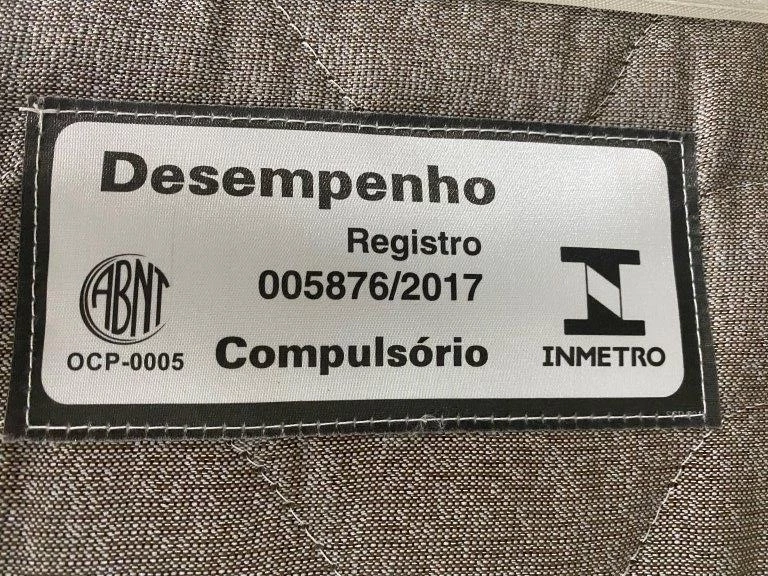 Desempenho
Registro
005876/2017
ABNT
OCP-0005
Compulsório
INMETRO